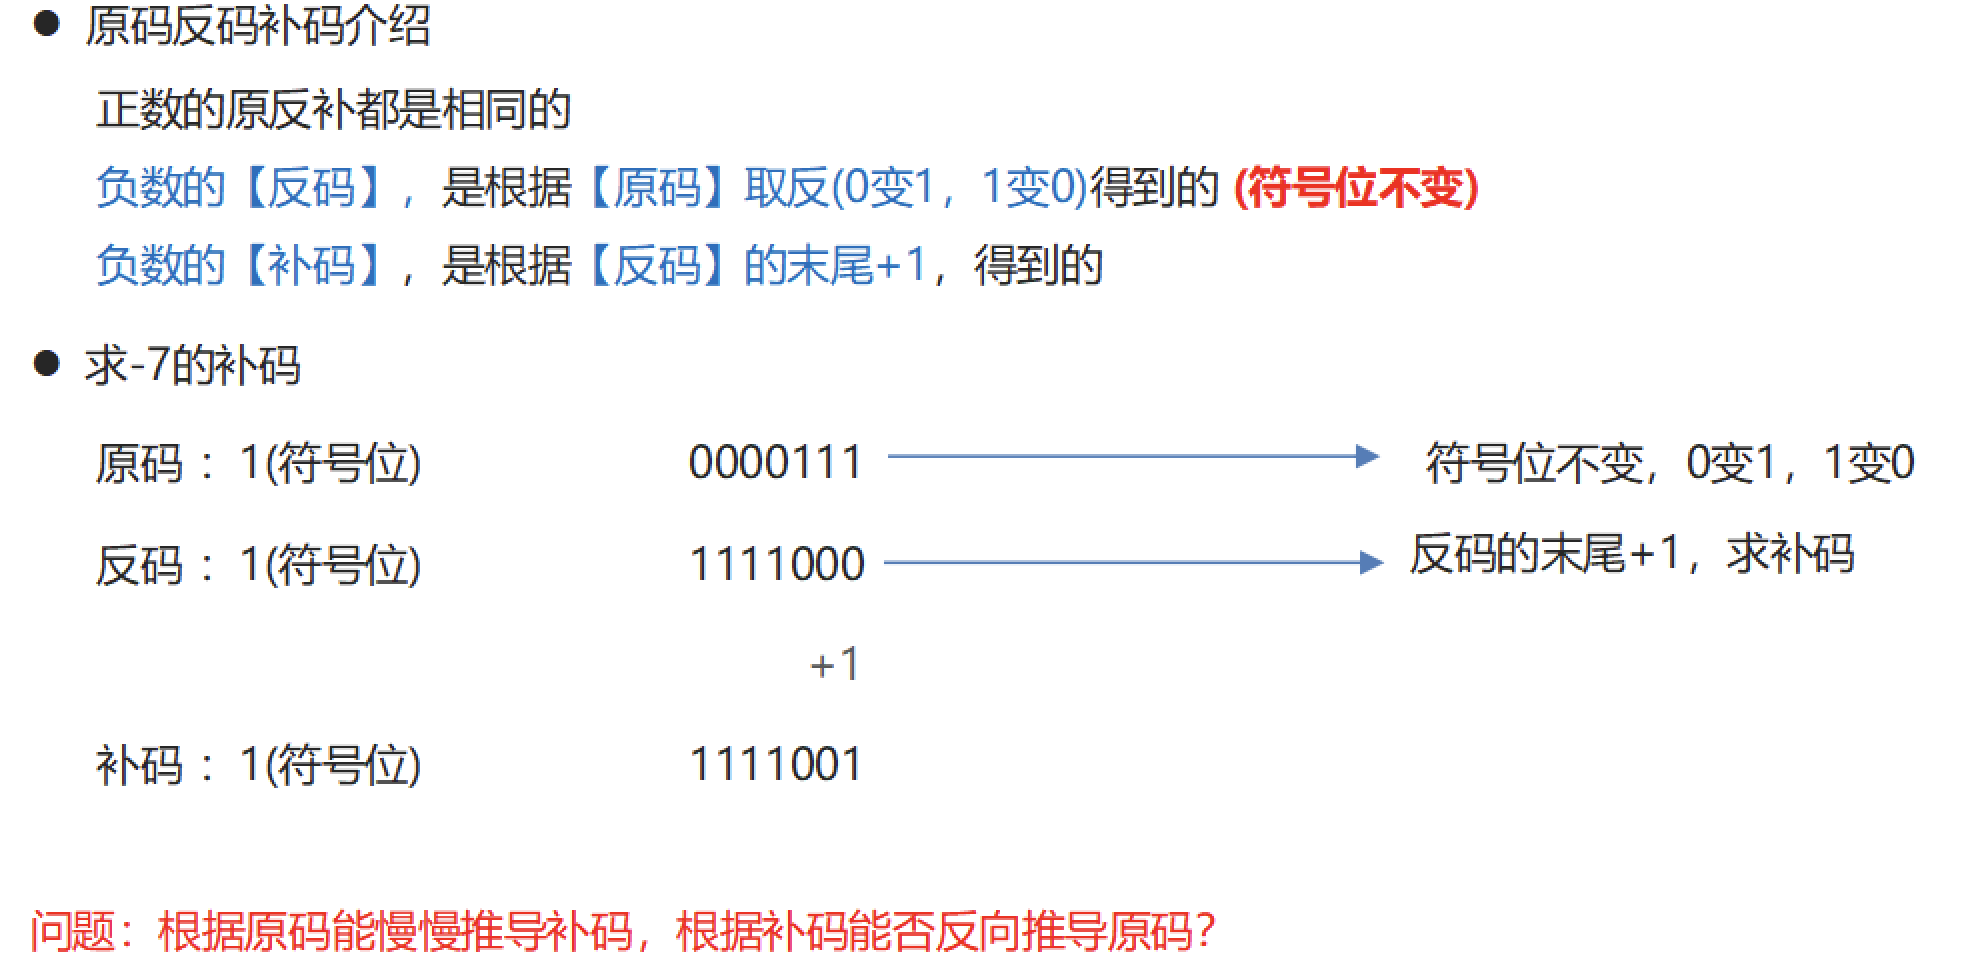 ● 原码反码补码介绍
正数的原反补都是相同的
负数的【反码】，是根据【原码】取反(0变1，1变0)得到的 (符号位不变)
负数的【补码】，是根据【反码】的末尾+1，得到的
● 求-7的补码
原码 ：1(符号位) 0000111 符号位不变，0变1，1变0
反码 ：1(符号位) 1111000 反码的末尾+1，求补码
+1
补码 ：1(符号位) 1111001
问题：根据原码能慢慢推导补码，根据补码能否反向推导原码?